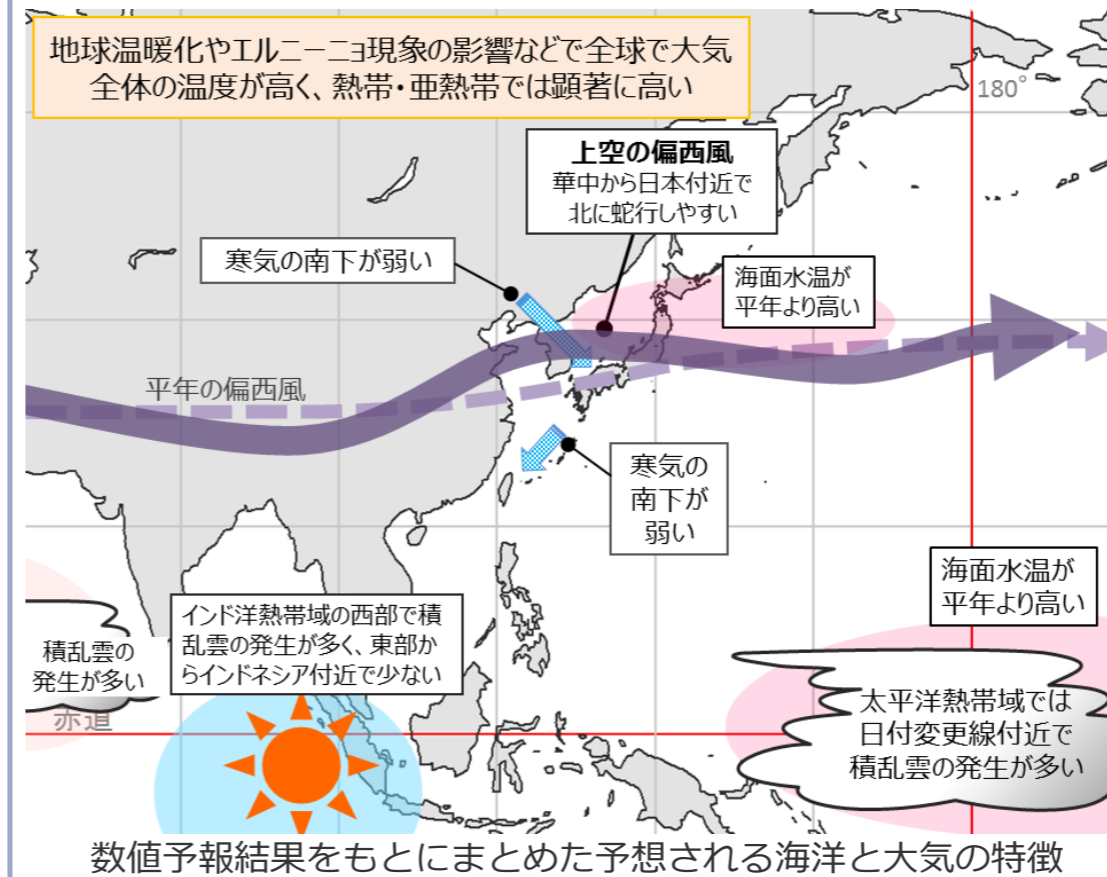 地球温暖化やエルニーニョ現象の影響などで全球で大気
全体の温度が高く、熱帯・亜熱帯では顕著に高い
180°
上空の偏西風
華中から日本付近で
北に蛇行しやすい
寒気の南下が弱い
海面水温が
平年より高い
平年の偏西風
寒気の
南下が
弱い
海面水温が
平年より高い
インド洋熱帯域の西部で積
乱雲の発生が多く、東部か
らインドネシア付近で少ない
積乱雲の
発生が多い
赤道
太平洋熱帯域では
日付変更線付近で
積乱雲の発生が多い
数値予報結果をもとにまとめた予想される海洋と大気の特徴